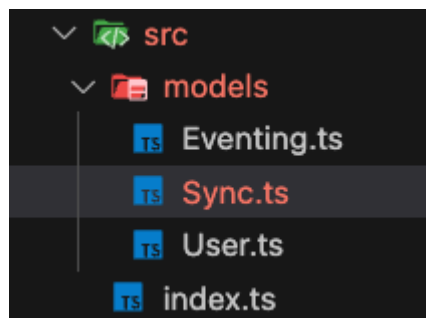 src
models
TS Eventing.ts
TS Sync.ts
TS User.ts
TS index.ts